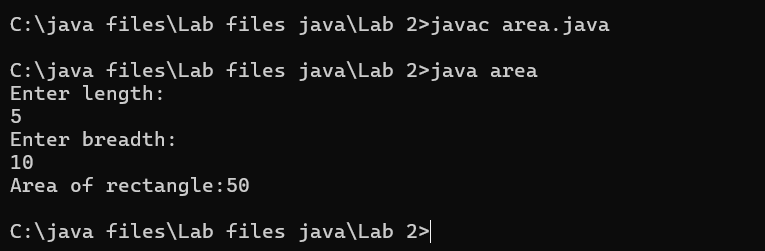 C:\java files\Lab files java\Lab 2>javac area.java
C:\java files\Lab files java\Lab 2>java area
Enter length:
5
Enter breadth:
10
Area of rectangle:50
C:\java files\Lab files java\Lab 2>